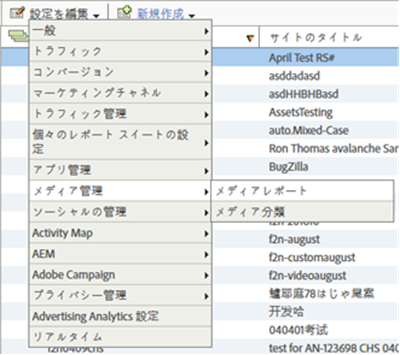 設定を編集 新規作成
サイトのタイトル
一般
トラフィック
コンバージョン
マーケティングチャネル
トラフィック管理
個々のレポート スイートの設
定
アプリ管理
メディア管理
ソーシャルの管理
Activity Map
AEM
Adobe Campaign
プライバシー管理
Advertising Analytics 設定
リアルタイム
メディアレポート
メディア分類
April Test RS#
asddadasd
asdHHBHBasd
AssetsTesting
auto.Mixed-Case
Ron Thomas avalanche San
BugZilla
f2n-august
f2n-customaugust
f2n-videoaugust
鱸耶麻78はじゃ尾案
开发哈
040401考试
test for AN-123698 CHS 040